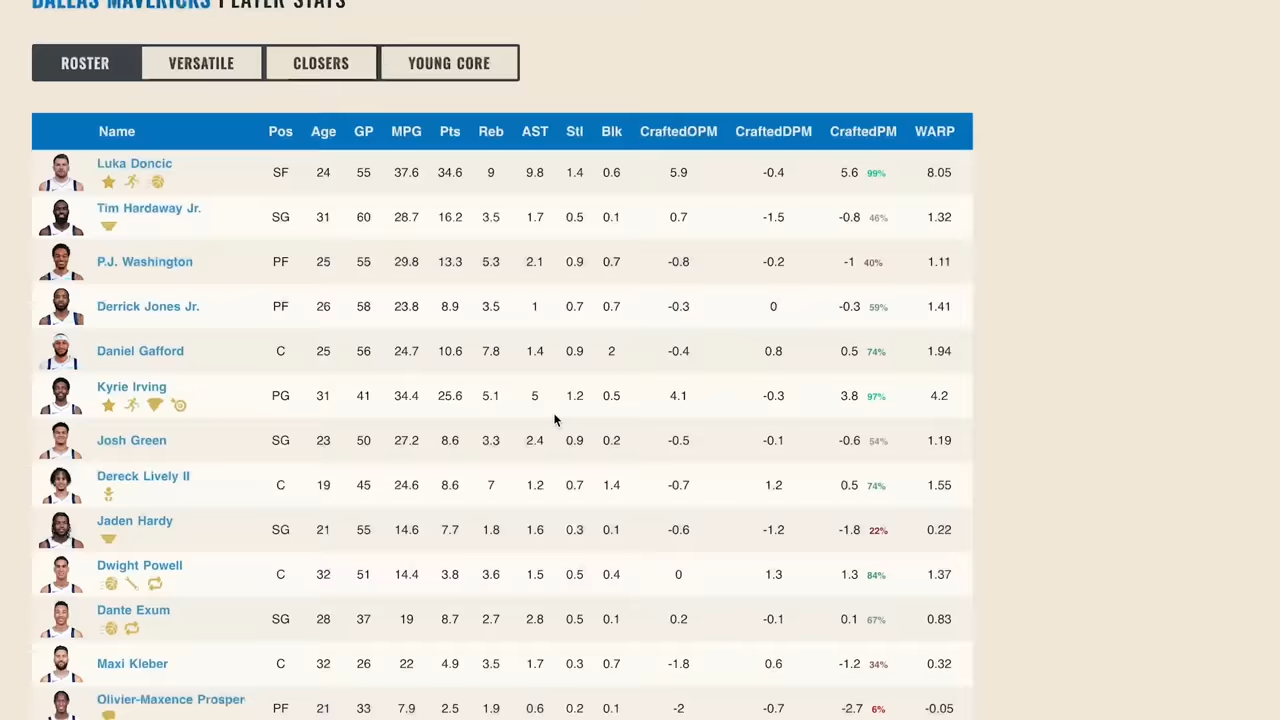 DALLAS MAVERICKS PLAYER STATS
ROSTER VERSATILE CLOSERS YOUNG CORE
Name Pos Age GP MPG Pts Reb AST Stl Blk CraftedOPM CraftedDPM CraftedPM WARP
Luka Doncic SF 24 55 37.6 34.6 9 9.8 1.4 0.6 5.9 -0.4 5.6 99% 8.05
Tim Hardaway Jr. SG 31 60 28.7 16.2 3.5 1.7 0.5 0.1 0.7 -1.5 -0.8 46% 1.32
P.J. Washington PF 25 55 29.8 13.3 5.3 2.1 0.9 0.7 -0.8 -0.2 -1 40% 1.11
Derrick Jones Jr. PF 26 58 23.8 8.9 3.5 1 0.7 0.7 -0.3 0 -0.3 59% 1.41
Daniel Gafford C 25 56 24.7 10.6 7.8 1.4 0.9 2 -0.4 0.8 0.5 74% 1.94
Kyrie Irving PG 31 41 34.4 25.6 5.1 5 1.2 0.5 4.1 -0.3 3.8 97% 4.2
Josh Green SG 23 50 27.2 8.6 3.3 2.4 0.9 0.2 -0.5 -0.1 -0.6 54% 1.19
Dereck Lively II C 19 45 24.6 8.6 7 1.2 0.7 1.4 -0.7 1.2 0.5 74% 1.55
Jaden Hardy SG 21 55 14.6 7.7 1.8 1.6 0.3 0.1 -0.6 -1.2 -1.8 22% 0.22
Dwight Powell C 32 51 14.4 3.8 3.6 1.5 0.5 0.4 0 1.3 1.3 84% 1.37
Dante Exum SG 28 37 19 8.7 2.7 2.8 0.5 0.1 0.2 -0.1 0.1 67% 0.83
Maxi Kleber C 32 26 22 4.9 3.5 1.7 0.3 0.7 -1.8 0.6 -1.2 34% 0.32
Olivier-Maxence Prosper PF 21 33 7.9 2.5 1.9 0.6 0.2 0.1 -2 -0.7 -2.7 6% -0.05